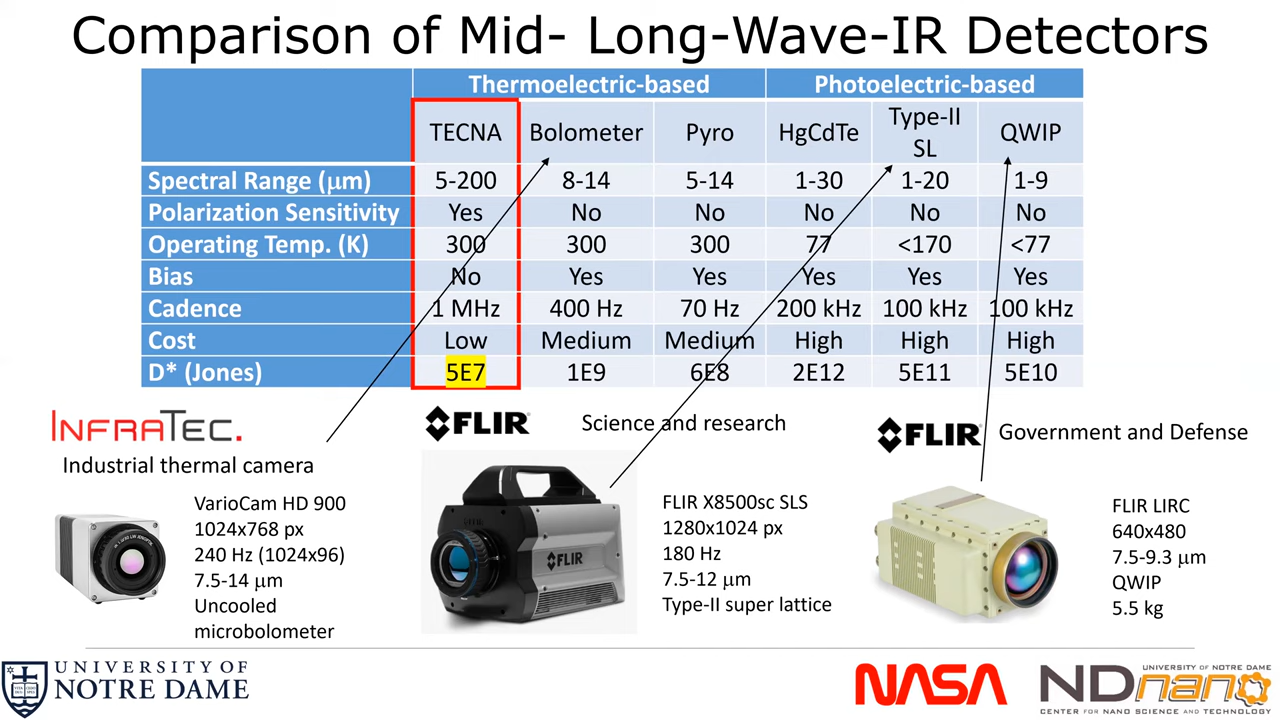 Comparison of Mid- Long-Wave-IR Detectors
Thermoelectric-based Photoelectric-based
TECNA Bolometer Pyro HgCdTe Type-II SL QWIP
Spectral Range (μm) 5-200 8-14 5-14 1-30 1-20 1-9
Polarization Sensitivity Yes No No No No No
Operating Temp. (K) 300 300 300 77 <170 <77
Bias No Yes Yes Yes Yes Yes
Cadence 1 MHz 400 Hz 70 Hz 200 kHz 100 kHz 100 kHz
Cost Low Medium Medium High High High
D* (Jones) 5E7 1E9 6E8 2E12 5E11 5E10
INFRATEC.
Industrial thermal camera
VarioCam HD 900
1024x768 px
240 Hz (1024x96)
7.5-14 μm
Uncooled
microbolometer
FLIR
Science and research
FLIR
FLIR X8500sc SLS
1280x1024 px
180 Hz
7.5-12 μm
Type-II super lattice
FLIR
Government and Defense
FLIR LIRC
640x480
7.5-9.3 μm
QWIP
5.5 kg
UNIVERSITY OF
NOTRE DAME
NASA
UNIVERSITY OF NOTRE DAME
NDnano
CENTER FOR NANO SCIENCE AND TECHNOLOGY